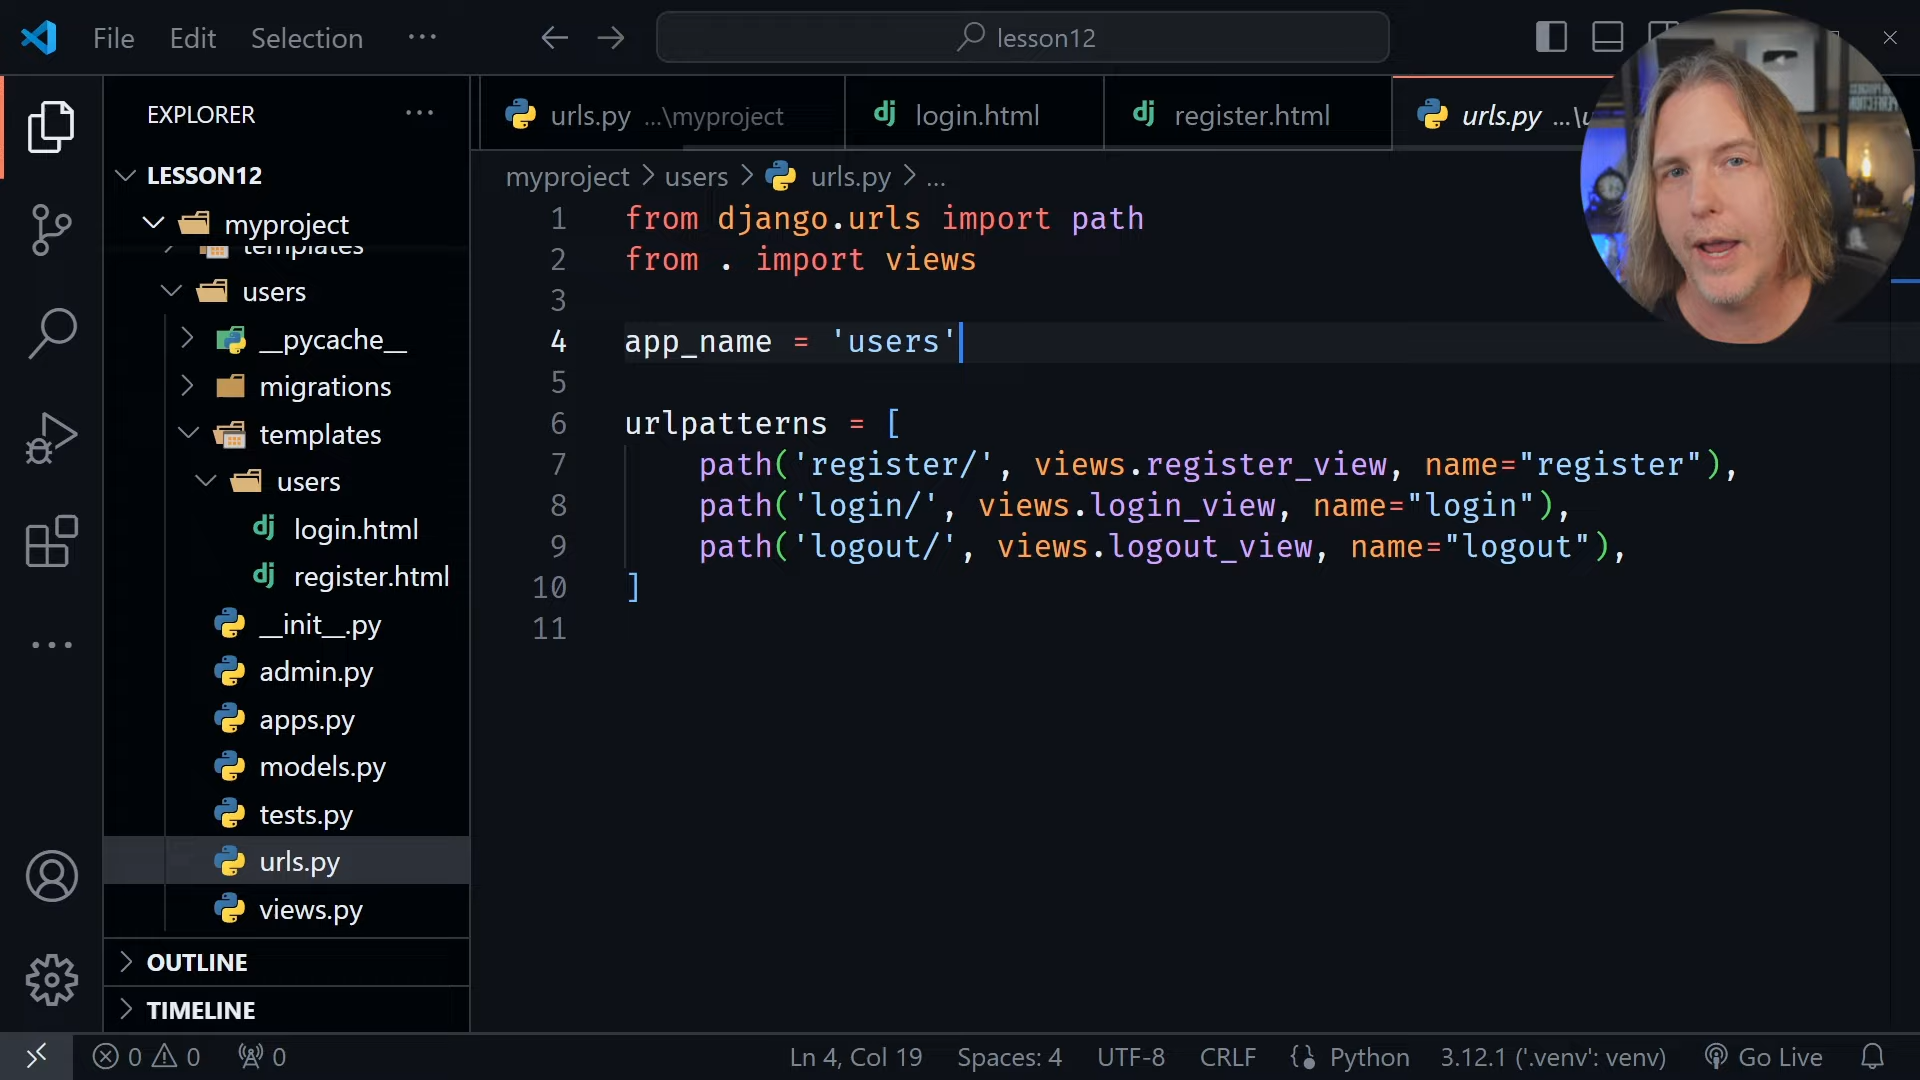 File Edit Selection ···
lesson12
EXPLORER ···
LESSON12
myproject
templates
users
__pycache__
migrations
templates
users
login.html
register.html
__init__.py
admin.py
apps.py
models.py
tests.py
urls.py
views.py
OUTLINE
TIMELINE
urls.py ...\myproject
login.html
register.html
urls.py ...\u
myproject > users > urls.py > ...
1 from django.urls import path
2 from . import views
3
4 app_name = 'users'
5
6 urlpatterns = [
7 path('register/', views.register_view, name="register"),
8 path('login/', views.login_view, name="login"),
9 path('logout/', views.logout_view, name="logout"),
10 ]
11
0 0 0
Ln 4, Col 19 Spaces: 4 UTF-8 CRLF Python 3.12.1 ('.venv': venv) Go Live